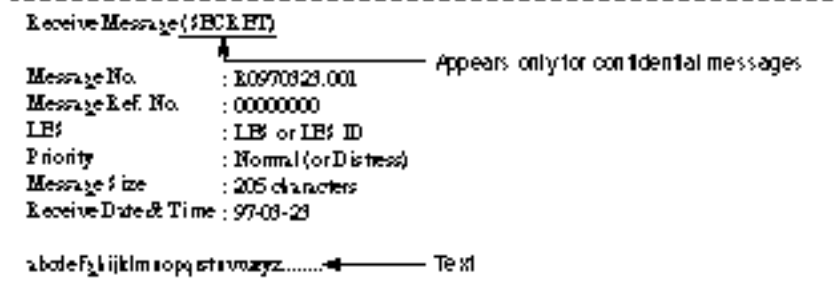 Receive Message (SECRET)
Appears only for confidential messages
Message No. : R0970323.001
Message Ref. No. : 00000000
LES : LES or LES ID
Priority : Normal (or Distress)
Message Size : 205 characters
Receive Date & Time : 97-03-23
abcdefghijklmnopqrstuvwxyz........ Text